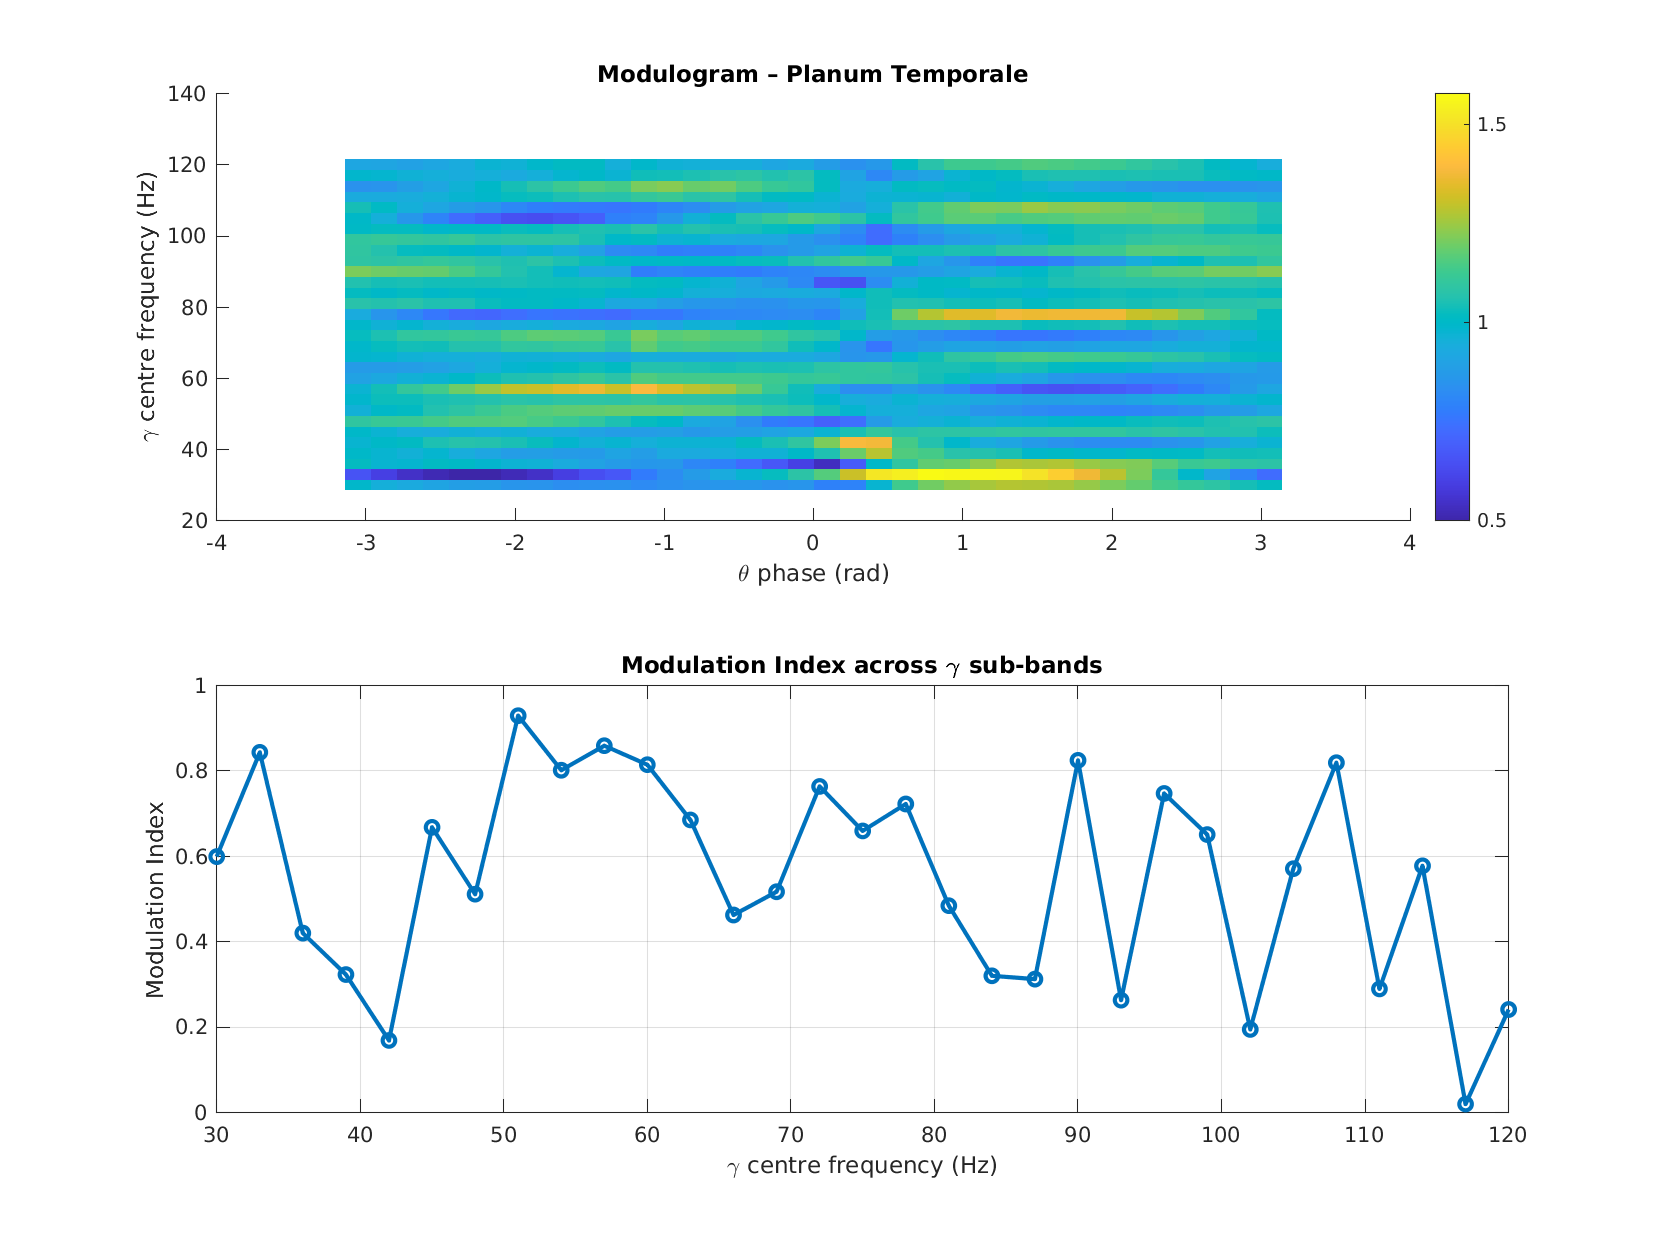 Modulogram – Planum Temporale
γ centre frequency (Hz)
140
120
100
80
60
40
20
-4 -3 -2 -1 0 1 2 3 4
θ phase (rad)
1.5
1
0.5
Modulation Index across γ sub-bands
Modulation Index
1
0.8
0.6
0.4
0.2
0
30 40 50 60 70 80 90 100 110 120
γ centre frequency (Hz)